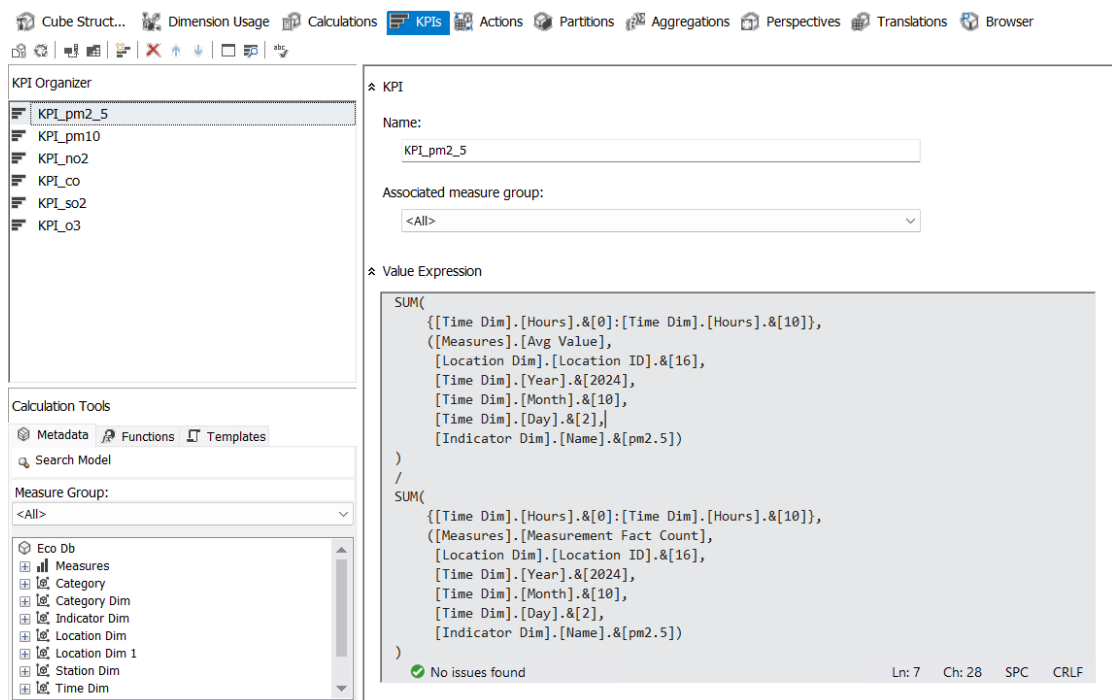 Cube Struct... Dimension Usage Calculations KPIs Actions Partitions Aggregations Perspectives Translations Browser
abc
KPI Organizer
KPI_pm2_5
KPI_pm10
KPI_no2
KPI_co
KPI_so2
KPI_o3
Calculation Tools
Metadata Functions Templates
Search Model
Measure Group:
<All>
Eco Db
Measures
Category
Category Dim
Indicator Dim
Location Dim
Location Dim 1
Station Dim
Time Dim
KPI
Name:
KPI_pm2_5
Associated measure group:
<All>
Value Expression
SUM(
    {[Time Dim].[Hours].&[0]:[Time Dim].[Hours].&[10]},
    ([Measures].[Avg Value],
     [Location Dim].[Location ID].&[16],
     [Time Dim].[Year].&[2024],
     [Time Dim].[Month].&[10],
     [Time Dim].[Day].&[2],
     [Indicator Dim].[Name].&[pm2.5])
)
/
SUM(
    {[Time Dim].[Hours].&[0]:[Time Dim].[Hours].&[10]},
    ([Measures].[Measurement Fact Count],
     [Location Dim].[Location ID].&[16],
     [Time Dim].[Year].&[2024],
     [Time Dim].[Month].&[10],
     [Time Dim].[Day].&[2],
     [Indicator Dim].[Name].&[pm2.5])
)
No issues found Ln: 7 Ch: 28 SPC CRLF